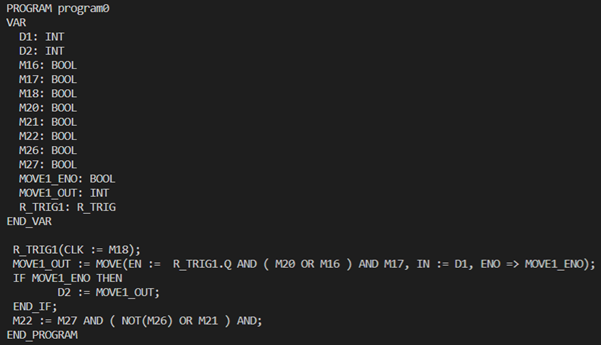 PROGRAM program0
VAR
D1: INT
D2: INT
M16: BOOL
M17: BOOL
M18: BOOL
M20: BOOL
M21: BOOL
M22: BOOL
M26: BOOL
M27: BOOL
MOVE1_ENO: BOOL
MOVE1_OUT: INT
R_TRIG1: R_TRIG
END_VAR
R_TRIG1(CLK := M18);
MOVE1_OUT := MOVE(EN :=  R_TRIG1.Q AND ( M20 OR M16 ) AND M17, IN := D1, ENO => MOVE1_ENO);
IF MOVE1_ENO THEN
D2 := MOVE1_OUT;
END_IF;
M22 := M27 AND ( NOT(M26) OR M21 ) AND;
END_PROGRAM